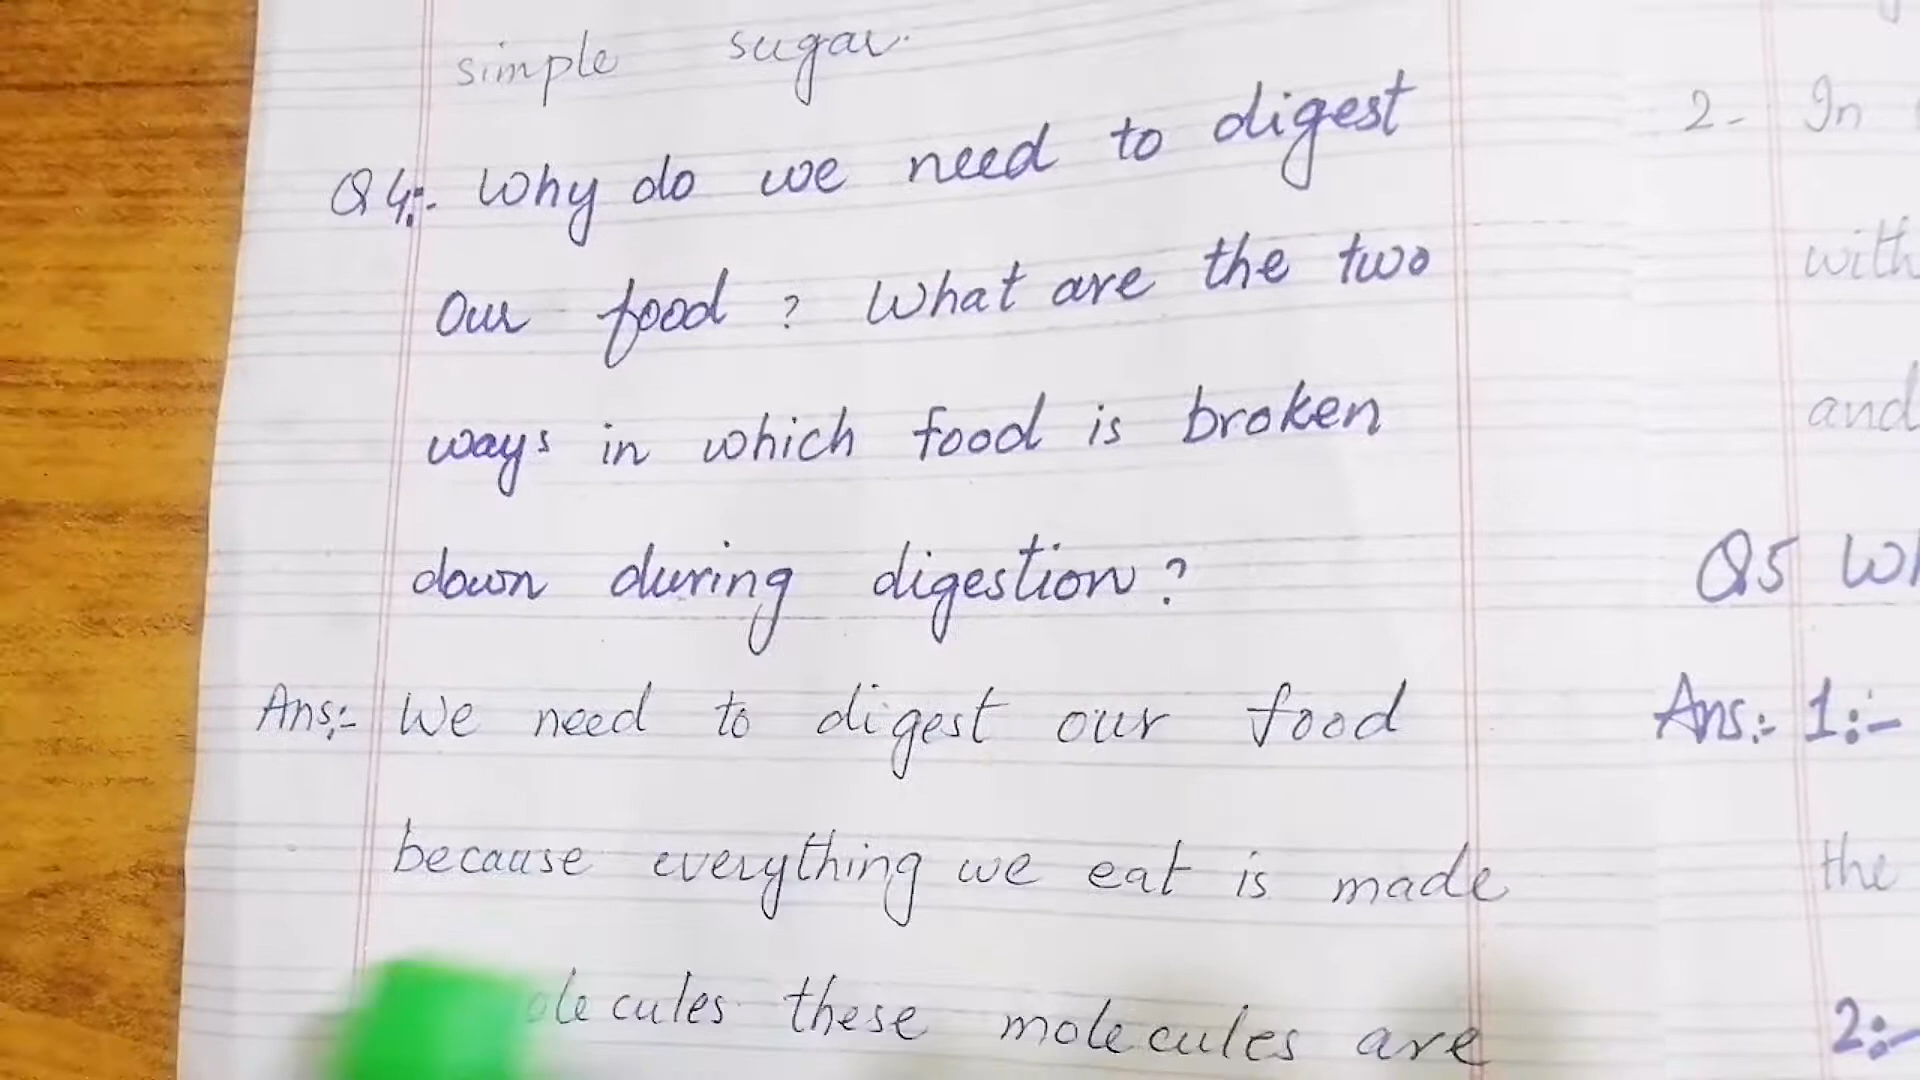 simple sugar.
Q4:. Why do we need to digest
Our food ? What are the two
ways in which food is broken
down during digestion?
Ans:- We need to digest our food
because everything we eat is made
these molecules are
2- In
with
and
Q5
Ans:- 1:-
the
2:-